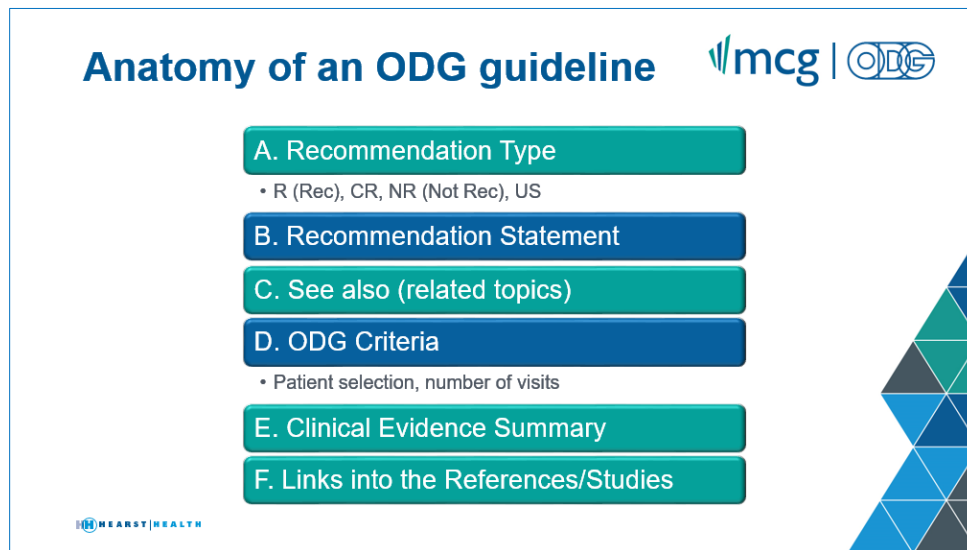 Anatomy of an ODG guideline
mcg | ODG
A. Recommendation Type
• R (Rec), CR, NR (Not Rec), US
B. Recommendation Statement
C. See also (related topics)
D. ODG Criteria
• Patient selection, number of visits
E. Clinical Evidence Summary
F. Links into the References/Studies
HEARST|HEALTH